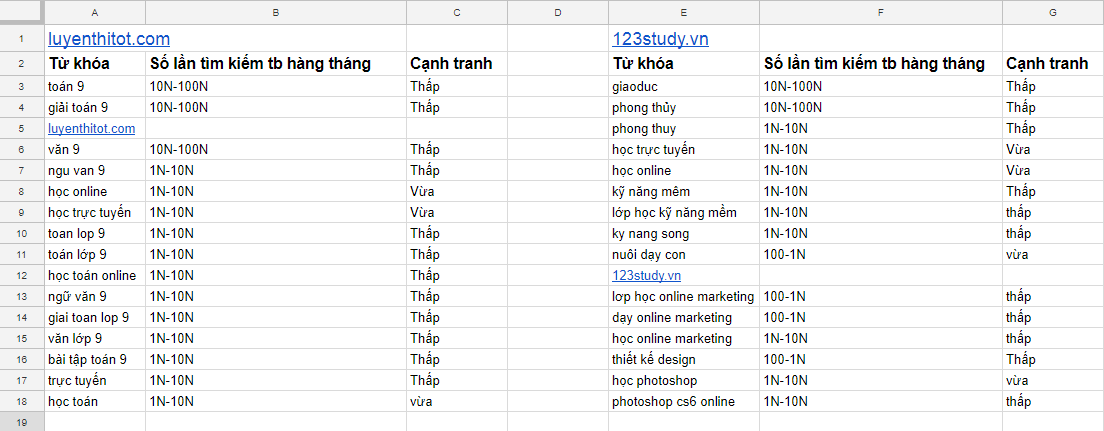 A B C D E F G
1 luyenthitot.com 123study.vn
2 Từ khóa Số lần tìm kiếm tb hàng tháng Cạnh tranh Từ khóa Số lần tìm kiếm tb hàng tháng Cạnh tranh
3 toán 9 10N-100N Thấp giaoduc 10N-100N Thấp
4 giải toán 9 10N-100N Thấp phong thủy 10N-100N Thấp
5 luyenthitot.com phong thuy 1N-10N Thấp
6 văn 9 10N-100N Thấp học trực tuyến 1N-10N Vừa
7 ngu van 9 1N-10N Thấp học online 1N-10N Vừa
8 học online 1N-10N Vừa kỹ năng mêm 1N-10N Thấp
9 học trực tuyến 1N-10N Vừa lớp học kỹ năng mềm 1N-10N thấp
10 toan lop 9 1N-10N Thấp ky nang song 1N-10N thấp
11 toán lớp 9 1N-10N Thấp nuôi dạy con 100-1N vừa
12 học toán online 1N-10N Thấp 123study.vn
13 ngữ văn 9 1N-10N Thấp lơp học online marketing 100-1N thấp
14 giai toan lop 9 1N-10N Thấp dạy online marketing 100-1N thấp
15 văn lớp 9 1N-10N Thấp học online marketing 1N-10N thấp
16 bài tập toán 9 1N-10N Thấp thiết kế design 100-1N Thấp
17 trực tuyến 1N-10N Thấp học photoshop 1N-10N vừa
18 học toán 1N-10N vừa photoshop cs6 online 1N-10N thấp
19